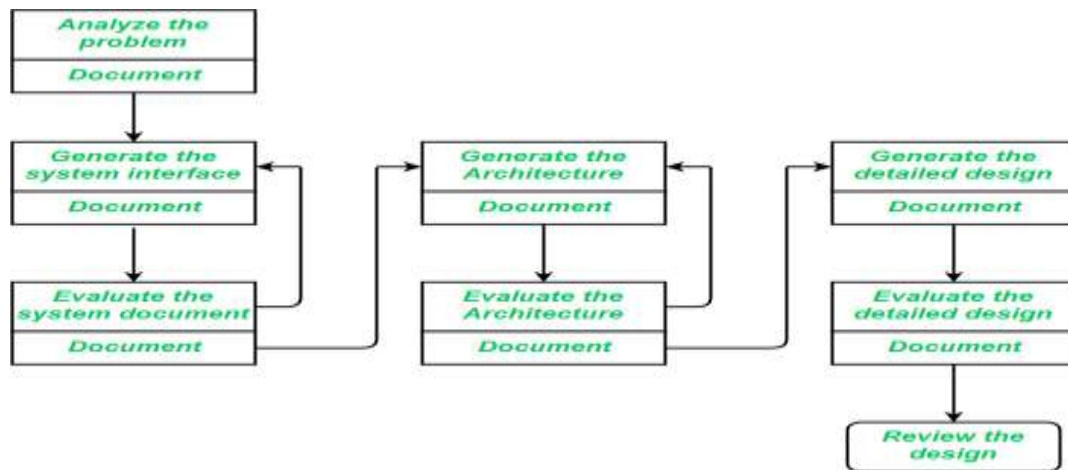 Analyze the
problem
Document
Generate the
system interface
Document
Evaluate the
system document
Document
Generate the
Architecture
Document
Evaluate the
Architecture
Document
Generate the
detailed design
Document
Evaluate the
detailed design
Document
Review the
design